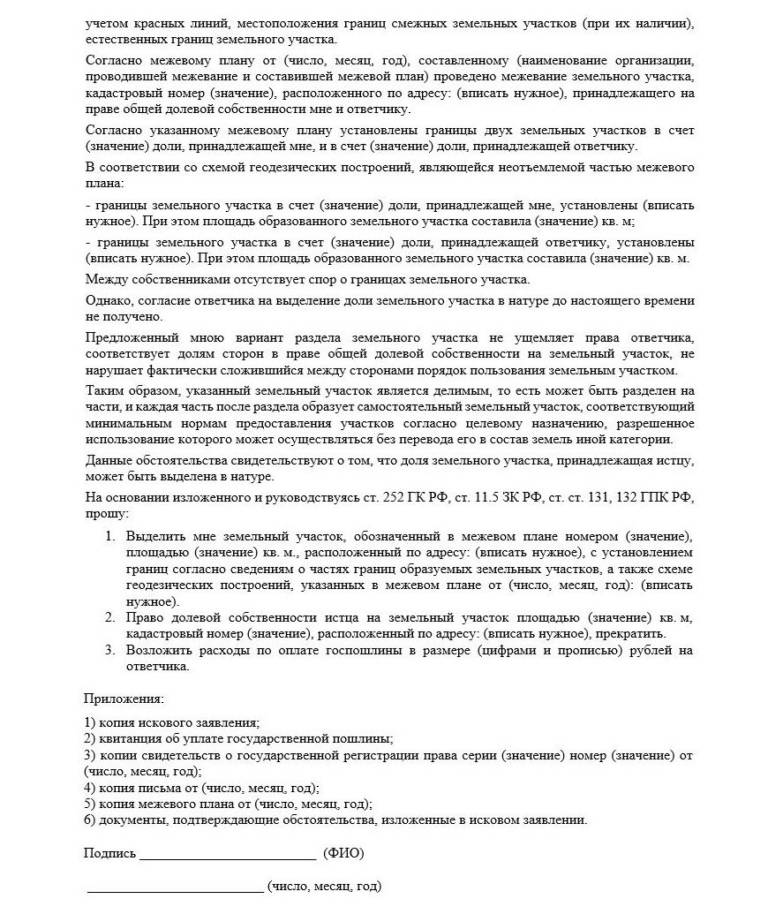 учетом красных линий, местоположения границ смежных земельных участков (при их наличии),
естественных границ земельного участка.
Согласно межевому плану от (число, месяц, год), составленному (наименование организации,
проводившей межевание и составившей межевой план) проведено межевание земельного участка,
кадастровый номер (значение), расположенного по адресу: (вписать нужное), принадлежащего на
праве общей долевой собственности мне и ответчику.
Согласно указанному межевому плану установлены границы двух земельных участков в счет
(значение) доли, принадлежащей мне, и в счет (значение) доли, принадлежащей ответчику.
В соответствии со схемой геодезических построений, являющейся неотъемлемой частью межевого
плана:
- границы земельного участка в счет (значение) доли, принадлежащей мне, установлены (вписать
нужное). При этом площадь образованного земельного участка составила (значение) кв. м;
- границы земельного участка в счет (значение) доли, принадлежащей ответчику, установлены
(вписать нужное). При этом площадь образованного земельного участка составила (значение) кв. м.
Между собственниками отсутствует спор о границах земельного участка.
Однако, согласие ответчика на выделение доли земельного участка в натуре до настоящего времени
не получено.
Предложенный мною вариант раздела земельного участка не ущемляет права ответчика,
соответствует долям сторон в праве общей долевой собственности на земельный участок, не
нарушает фактически сложившийся между сторонами порядок пользования земельным участком.
Таким образом, указанный земельный участок является делимым, то есть может быть разделен на
части, и каждая часть после раздела образует самостоятельный земельный участок, соответствующий
минимальным нормам предоставления участков согласно целевому назначению, разрешенное
использование которого может осуществляться без перевода его в состав земель иной категории.
Данные обстоятельства свидетельствуют о том, что доля земельного участка, принадлежащая истцу,
может быть выделена в натуре.
На основании изложенного и руководствуясь ст. 252 ГК РФ, ст. 11.5 ЗК РФ, ст. ст. 131, 132 ГПК РФ,
прошу:
1. Выделить мне земельный участок, обозначенный в межевом плане номером (значение),
площадью (значение) кв. м., расположенный по адресу: (вписать нужное), с установлением
границ согласно сведениям о частях границ образуемых земельных участков, а также схеме
геодезических построений, указанных в межевом плане от (число, месяц, год): (вписать
нужное).
2. Право долевой собственности истца на земельный участок площадью (значение) кв. м,
кадастровый номер (значение), расположенный по адресу: (вписать нужное), прекратить.
3. Возложить расходы по оплате госпошлины в размере (цифрами и прописью) рублей на
ответчика.
Приложения:
1) копия искового заявления;
2) квитанция об уплате государственной пошлины;
3) копии свидетельств о государственной регистрации права серии (значение) номер (значение) от
(число, месяц, год);
4) копия письма от (число, месяц, год);
5) копия межевого плана от (число, месяц, год);
6) документы, подтверждающие обстоятельства, изложенные в исковом заявлении.
Подпись __________________________ (ФИО)
__________________________ (число, месяц, год)